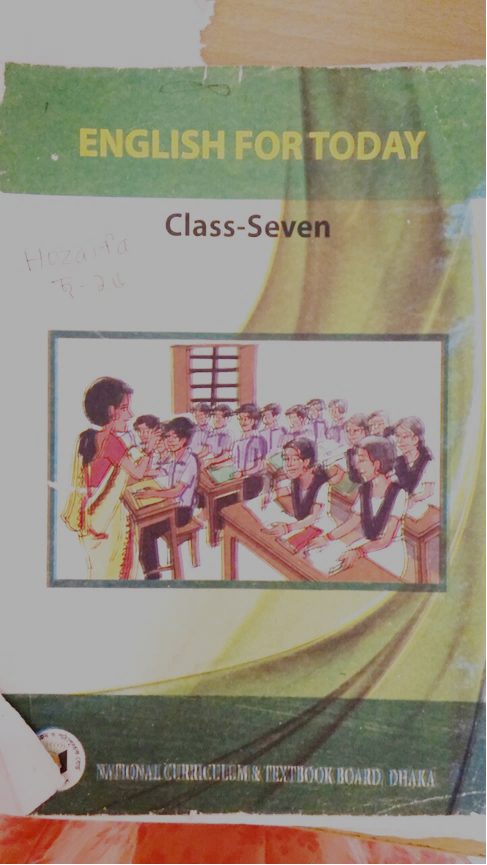 ENGLISH FOR TODAY
Class-Seven
Hozaifa
NATIONAL CURRICULUM & TEXTBOOK BOARD, DHAKA